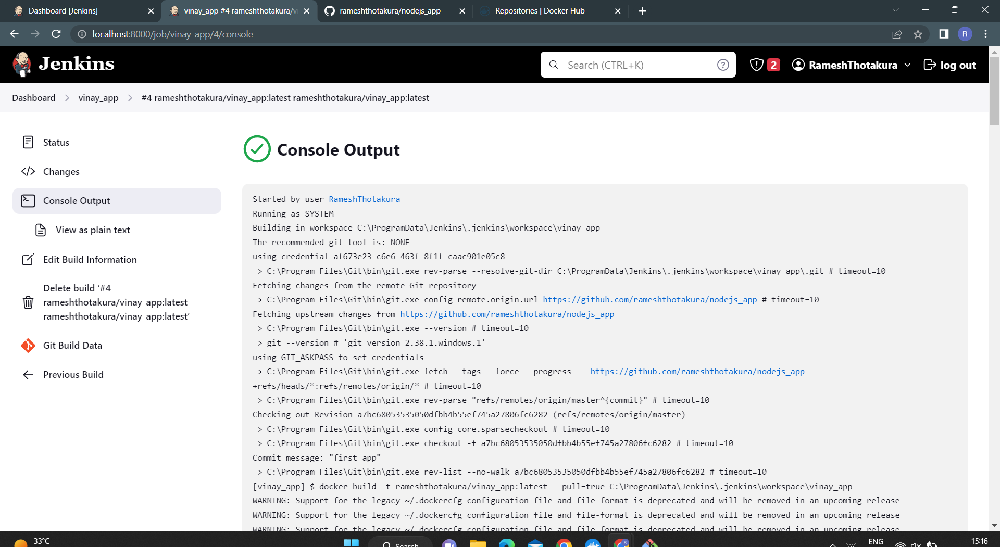 Dashboard [Jenkins]
vinay_app #4 rameshthotakura/vi
rameshthotakura/nodejs_app
Repositories | Docker Hub
localhost:8000/job/vinay_app/4/console
R
Jenkins
Search (CTRL+K)
2
RameshThotakura
log out
Dashboard
vinay_app
#4 rameshthotakura/vinay_app:latest rameshthotakura/vinay_app:latest
Status
Changes
Console Output
View as plain text
Edit Build Information
Delete build ‘#4
rameshthotakura/vinay_app:latest
rameshthotakura/vinay_app:latest’
Git Build Data
Previous Build
Console Output
Started by user RameshThotakura
Running as SYSTEM
Building in workspace C:\ProgramData\Jenkins\.jenkins\workspace\vinay_app
The recommended git tool is: NONE
using credential af673e23-c6e6-463f-8f1f-caac901e05c8
> C:\Program Files\Git\bin\git.exe rev-parse --resolve-git-dir C:\ProgramData\Jenkins\.jenkins\workspace\vinay_app\.git # timeout=10
Fetching changes from the remote Git repository
> C:\Program Files\Git\bin\git.exe config remote.origin.url https://github.com/rameshthotakura/nodejs_app # timeout=10
Fetching upstream changes from https://github.com/rameshthotakura/nodejs_app
> C:\Program Files\Git\bin\git.exe --version # timeout=10
> git --version # 'git version 2.38.1.windows.1'
using GIT_ASKPASS to set credentials
> C:\Program Files\Git\bin\git.exe fetch --tags --force --progress -- https://github.com/rameshthotakura/nodejs_app
+refs/heads/*:refs/remotes/origin/* # timeout=10
> C:\Program Files\Git\bin\git.exe rev-parse "refs/remotes/origin/master^{commit}" # timeout=10
Checking out Revision a7bc68053535050dfbb4b55ef745a27806fc6282 (refs/remotes/origin/master)
> C:\Program Files\Git\bin\git.exe config core.sparsecheckout # timeout=10
> C:\Program Files\Git\bin\git.exe checkout -f a7bc68053535050dfbb4b55ef745a27806fc6282 # timeout=10
Commit message: "first app"
> C:\Program Files\Git\bin\git.exe rev-list --no-walk a7bc68053535050dfbb4b55ef745a27806fc6282 # timeout=10
[vinay_app] $ docker build -t rameshthotakura/vinay_app:latest --pull=true C:\ProgramData\Jenkins\.jenkins\workspace\vinay_app
WARNING: Support for the legacy ~/.dockercfg configuration file and file-format is deprecated and will be removed in an upcoming release
WARNING: Support for the legacy ~/.dockercfg configuration file and file-format is deprecated and will be removed in an upcoming release
WARNING: Support for the legacy ~/.dockercfg configuration file and file-format is deprecated and will be removed in an upcoming release
33°C
Search
R
ENG
15:16